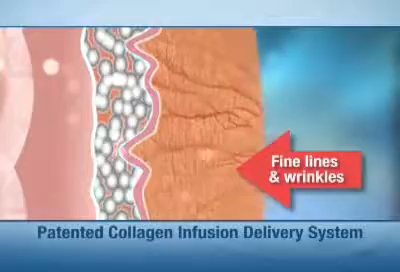 Fine lines
& wrinkles
Patented Collagen Infusion Delivery System